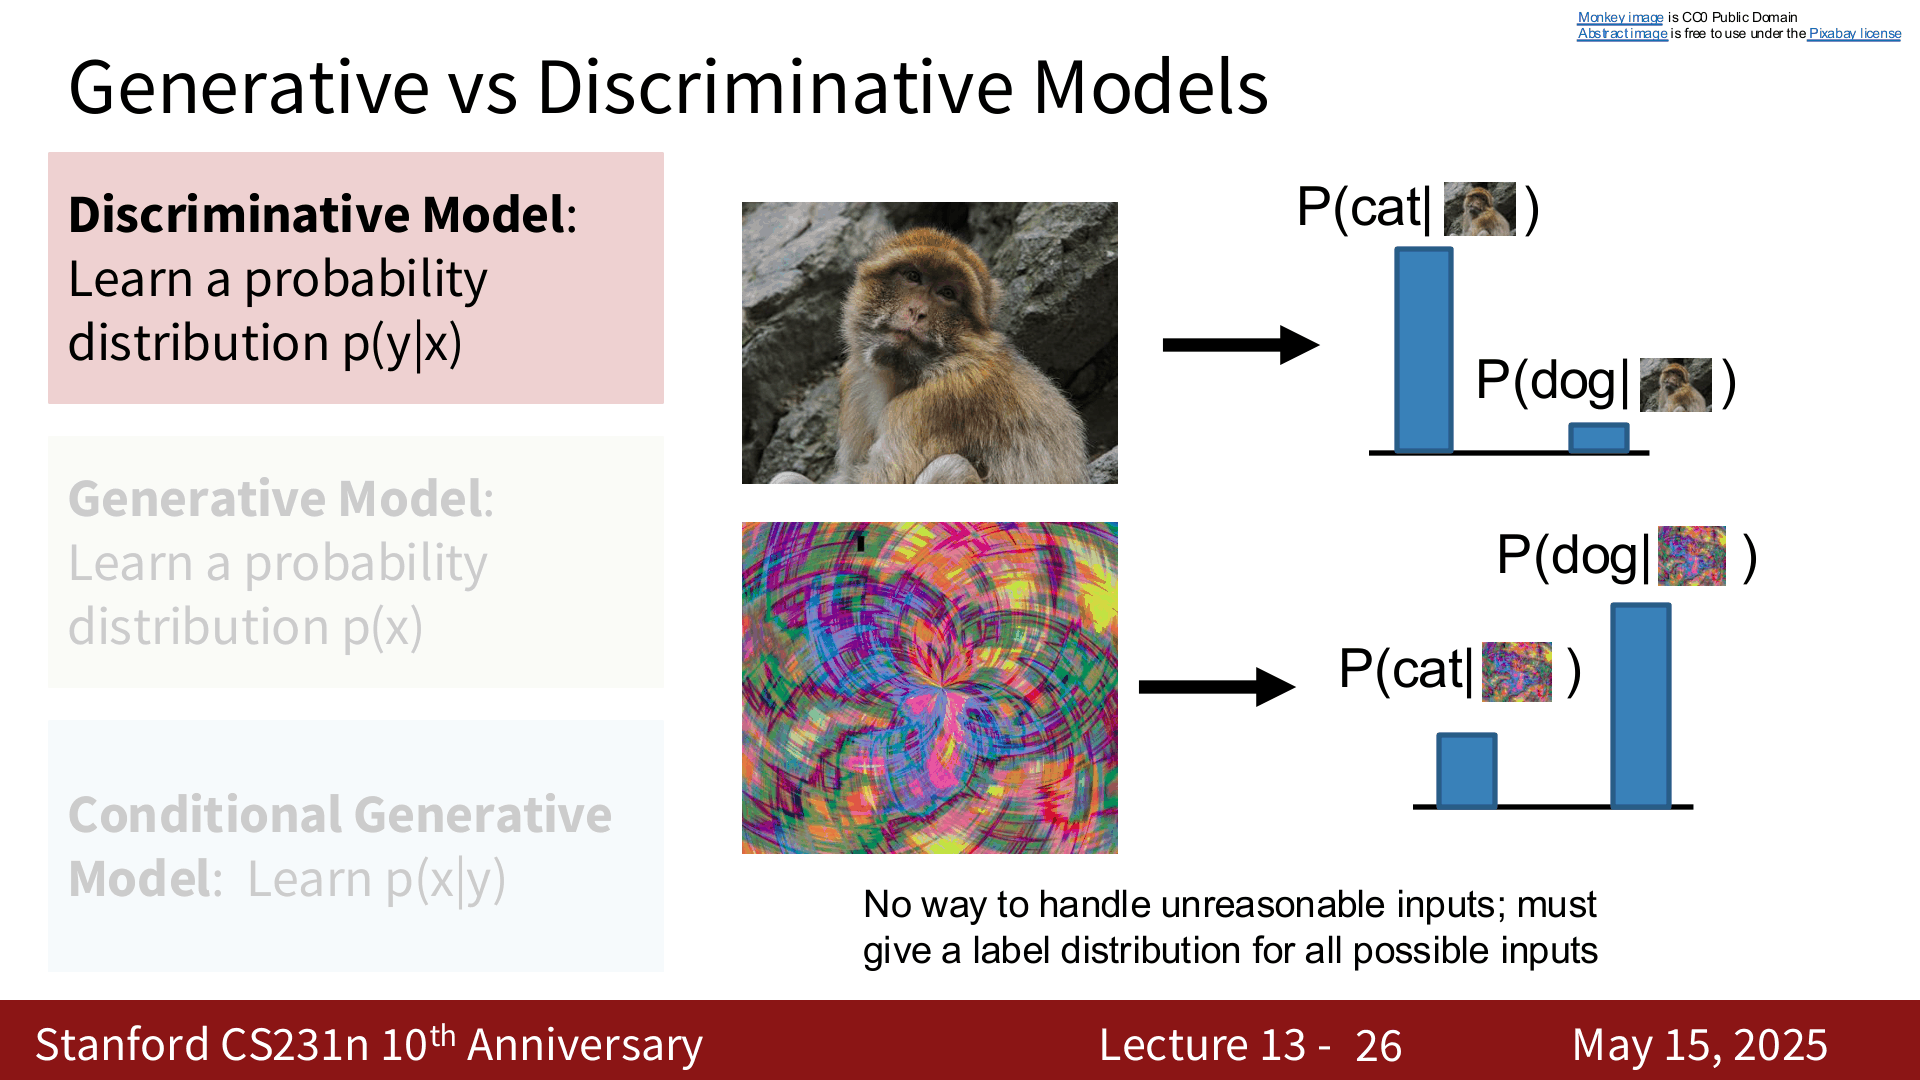 Monkey image is CC0 Public Domain
Abstract image is free to use under the Pixabay license
Generative vs Discriminative Models
Discriminative Model:
Learn a probability
distribution p(y|x)
Generative Model:
Learn a probability
distribution p(x)
Conditional Generative
Model: Learn p(x|y)
P(cat| )
P(dog| )
P(dog| )
P(cat| )
No way to handle unreasonable inputs; must
give a label distribution for all possible inputs
Stanford CS231n 10th Anniversary
Lecture 13 - 26
May 15, 2025